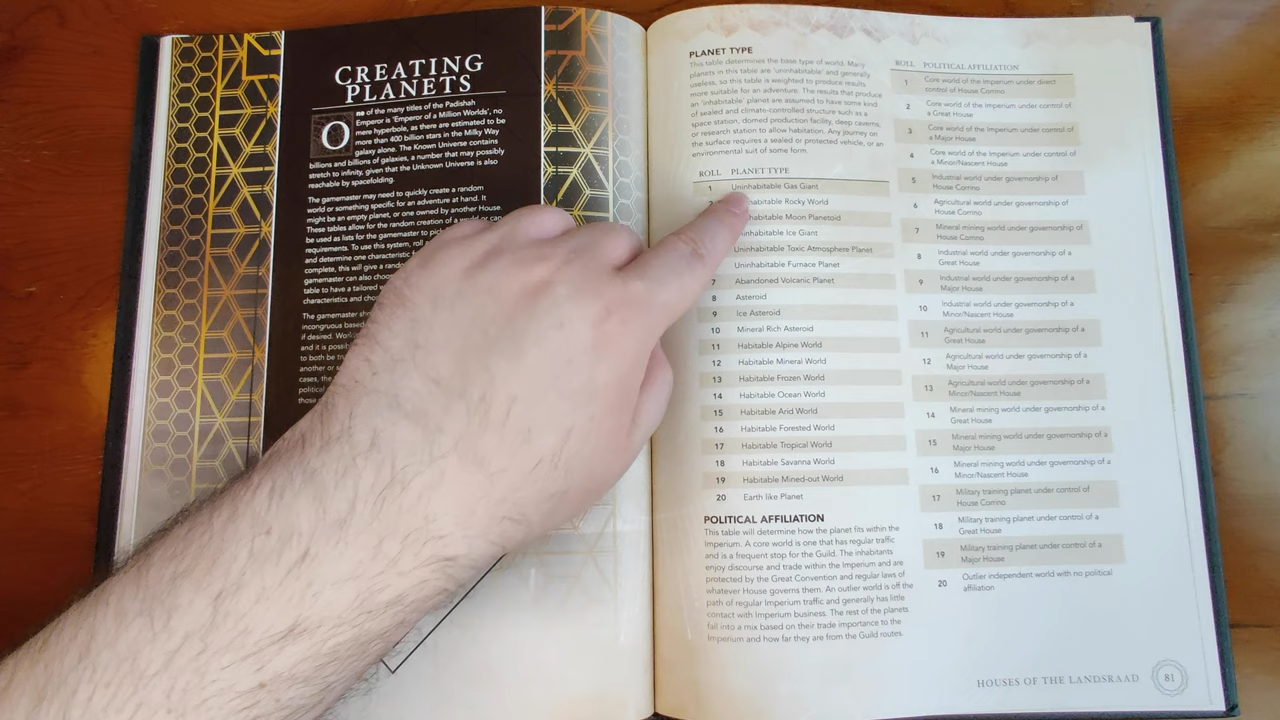 CREATING
PLANETS
One of the many titles of the Padishah
Emperor is 'Emperor of a Million Worlds', no
mere hyperbole, as there are estimated to be
more than 400 billion stars in the Milky Way
galaxy alone. The Known Universe contains
billions and billions of galaxies, a number that may possibly
stretch to infinity, given that the Unknown Universe is also
reachable by spacefolding.
The gamemaster may need to quickly create a random
world or something specific for an adventure at hand. It
might be an empty planet, or one owned by another House.
These tables allow for the random creation of a world or can
be used as lists for the gamemaster to
requirements. To use this system, roll
and determine one characteristic
complete, this will give a
gamemaster can also
table to have a tailored
characteristics and
The gamemaster
incongruous
if desired.
and it is
to both be
another or
cases, the
political
those
PLANET TYPE
This table determines the base type of world. Many
planets in this table are 'uninhabitable' and generally
useless, so this table is weighted to produce results
more suitable for an adventure. The results that produce
an 'inhabitable' planet are assumed to have some kind
of sealed and climate-controlled structure such as a
space station, domed production facility, deep caverns,
or research station to allow habitation. Any journey on
the surface requires a sealed or protected vehicle, or an
environmental suit of some form.
ROLL PLANET TYPE
1 Uninhabitable Gas Giant
Rocky World
Moon Planetoid
Ice Giant
Uninhabitable Toxic Atmosphere Planet
Uninhabitable Furnace Planet
7 Abandoned Volcanic Planet
8 Asteroid
9 Ice Asteroid
10 Mineral Rich Asteroid
11 Habitable Alpine World
12 Habitable Mineral World
13 Habitable Frozen World
14 Habitable Ocean World
15 Habitable Arid World
16 Habitable Forested World
17 Habitable Tropical World
18 Habitable Savanna World
19 Habitable Mined-out World
20 Earth like Planet
POLITICAL AFFILIATION
This table will determine how the planet fits within the
Imperium. A core world is one that has regular traffic
and is a frequent stop for the Guild. The inhabitants
enjoy discourse and trade within the Imperium and are
protected by the Great Convention and regular laws of
whatever House governs them. An outlier world is off the
path of regular Imperium traffic and generally has little
contact with Imperium business. The rest of the planets
fall into a mix based on their trade importance to the
Imperium and how far they are from the Guild routes.
ROLL POLITICAL AFFILIATION
1 Core world of the Imperium under direct
control of House Corrino
2 Core world of the Imperium under control of
a Great House
3 Core world of the Imperium under control of
a Major House
4 Core world of the Imperium under control of
a Minor/Nascent House
5 Industrial world under governorship of
House Corrino
6 Agricultural world under governorship of
House Corrino
7 Mineral mining world under governorship of
House Corrino
8 Industrial world under governorship of a
Great House
9 Industrial world under governorship of a
Major House
10 Industrial world under governorship of a
Minor/Nascent House
11 Agricultural world under governorship of a
Great House
12 Agricultural world under governorship of a
Major House
13 Agricultural world under governorship of a
Minor/Nascent House
14 Mineral mining world under governorship of a
Great House
15 Mineral mining world under governorship of a
Major House
16 Mineral mining world under governorship of a
Minor/Nascent House
17 Military training planet under control of
House Corrino
18 Military training planet under control of a
Great House
19 Military training planet under control of a
Major House
20 Outlier independent world with no political
affiliation
HOUSES OF THE LANDSRAAD 81